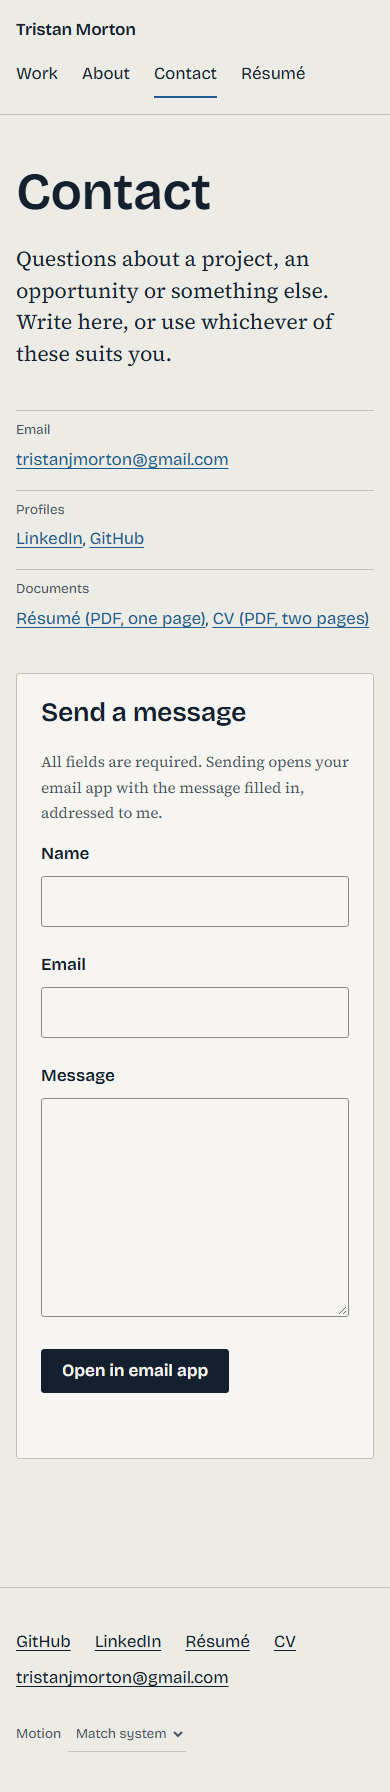 Tristan Morton
Work About Contact Résumé
Contact
Questions about a project, an
opportunity or something else.
Write here, or use whichever of
these suits you.
Email
tristanjmorton@gmail.com
Profiles
LinkedIn, GitHub
Documents
Résumé (PDF, one page), CV (PDF, two pages)
Send a message
All fields are required. Sending opens your
email app with the message filled in,
addressed to me.
Name
Email
Message
Open in email app
GitHub LinkedIn Résumé CV
tristanjmorton@gmail.com
Motion Match system